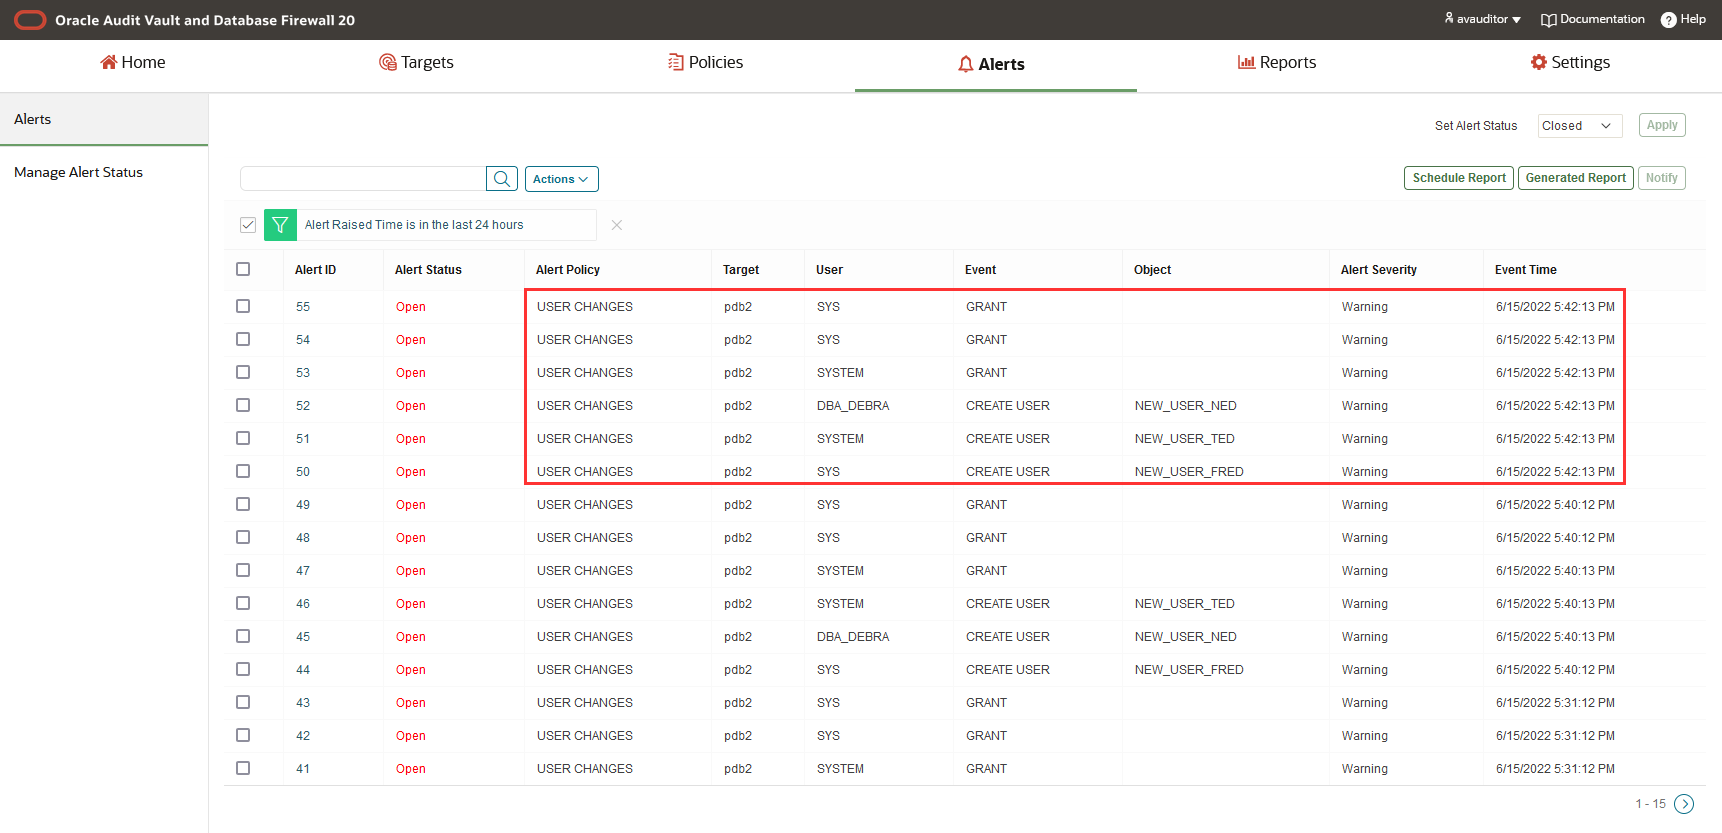 Oracle Audit Vault and Database Firewall 20 avauditor Documentation ? Help
Home Targets Policies Alerts Reports Settings
Alerts
Manage Alert Status
Set Alert Status Closed Apply
Actions Schedule Report Generated Report Notify
Alert Raised Time is in the last 24 hours
Alert ID Alert Status Alert Policy Target User Event Object Alert Severity Event Time
55 Open USER CHANGES pdb2 SYS GRANT Warning 6/15/2022 5:42:13 PM
54 Open USER CHANGES pdb2 SYS GRANT Warning 6/15/2022 5:42:13 PM
53 Open USER CHANGES pdb2 SYSTEM GRANT Warning 6/15/2022 5:42:13 PM
52 Open USER CHANGES pdb2 DBA_DEBRA CREATE USER NEW_USER_NED Warning 6/15/2022 5:42:13 PM
51 Open USER CHANGES pdb2 SYSTEM CREATE USER NEW_USER_TED Warning 6/15/2022 5:42:13 PM
50 Open USER CHANGES pdb2 SYS CREATE USER NEW_USER_FRED Warning 6/15/2022 5:42:13 PM
49 Open USER CHANGES pdb2 SYS GRANT Warning 6/15/2022 5:40:12 PM
48 Open USER CHANGES pdb2 SYS GRANT Warning 6/15/2022 5:40:12 PM
47 Open USER CHANGES pdb2 SYSTEM GRANT Warning 6/15/2022 5:40:13 PM
46 Open USER CHANGES pdb2 SYSTEM CREATE USER NEW_USER_TED Warning 6/15/2022 5:40:13 PM
45 Open USER CHANGES pdb2 DBA_DEBRA CREATE USER NEW_USER_NED Warning 6/15/2022 5:40:13 PM
44 Open USER CHANGES pdb2 SYS CREATE USER NEW_USER_FRED Warning 6/15/2022 5:40:12 PM
43 Open USER CHANGES pdb2 SYS GRANT Warning 6/15/2022 5:31:12 PM
42 Open USER CHANGES pdb2 SYS GRANT Warning 6/15/2022 5:31:12 PM
41 Open USER CHANGES pdb2 SYSTEM GRANT Warning 6/15/2022 5:31:12 PM
1 - 15